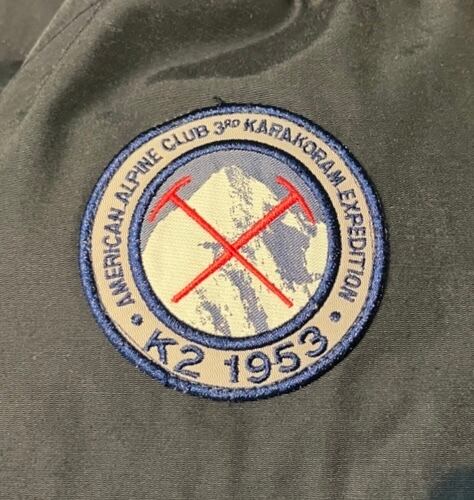 AMERICAN ALPINE CLUB 3RD KARAKORAM EXPEDITION
K2 1953